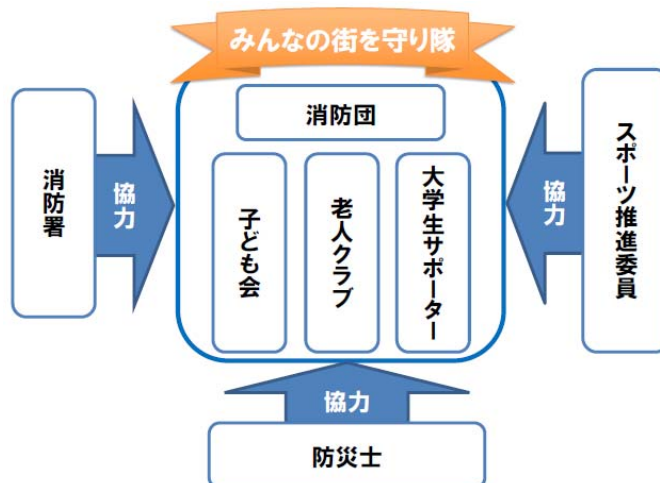 みんなの街を守り隊
消防団
消防署
協力
子ども会
老人クラブ
大学生サポーター
協力
スポーツ推進委員
協力
防災士